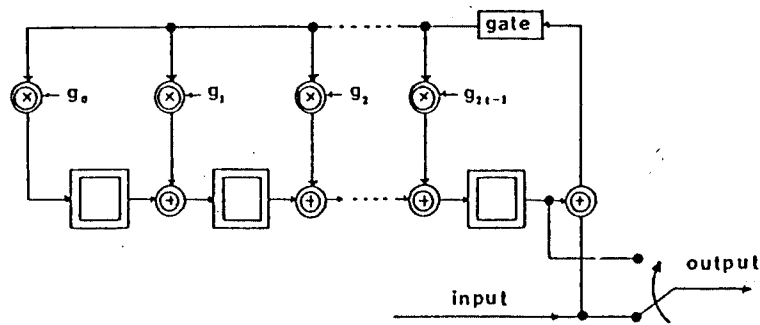 gate
g₀
g₁
g₂
g₂ₜ₋₁
output
input